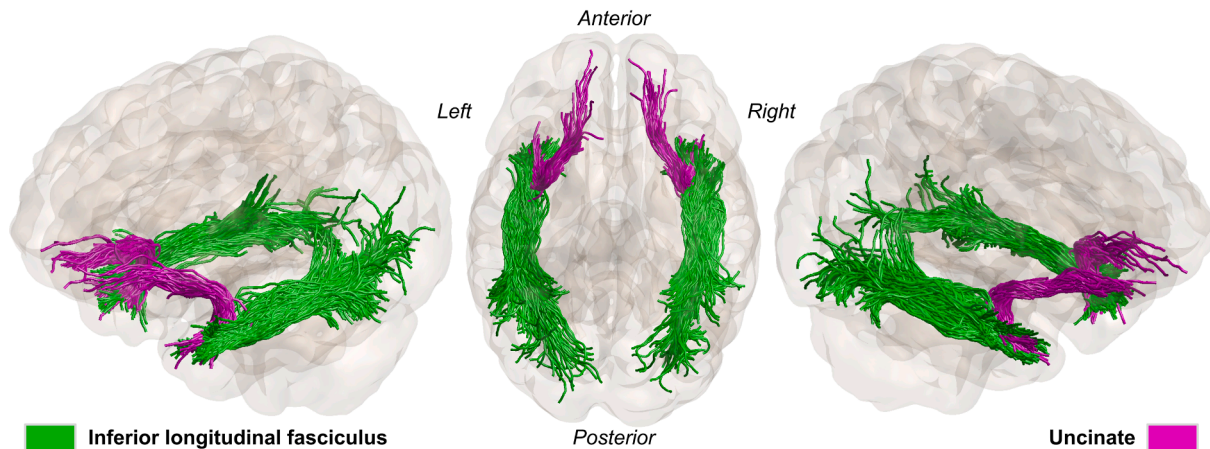 Anterior
Left
Right
Inferior longitudinal fasciculus
Posterior
Uncinate